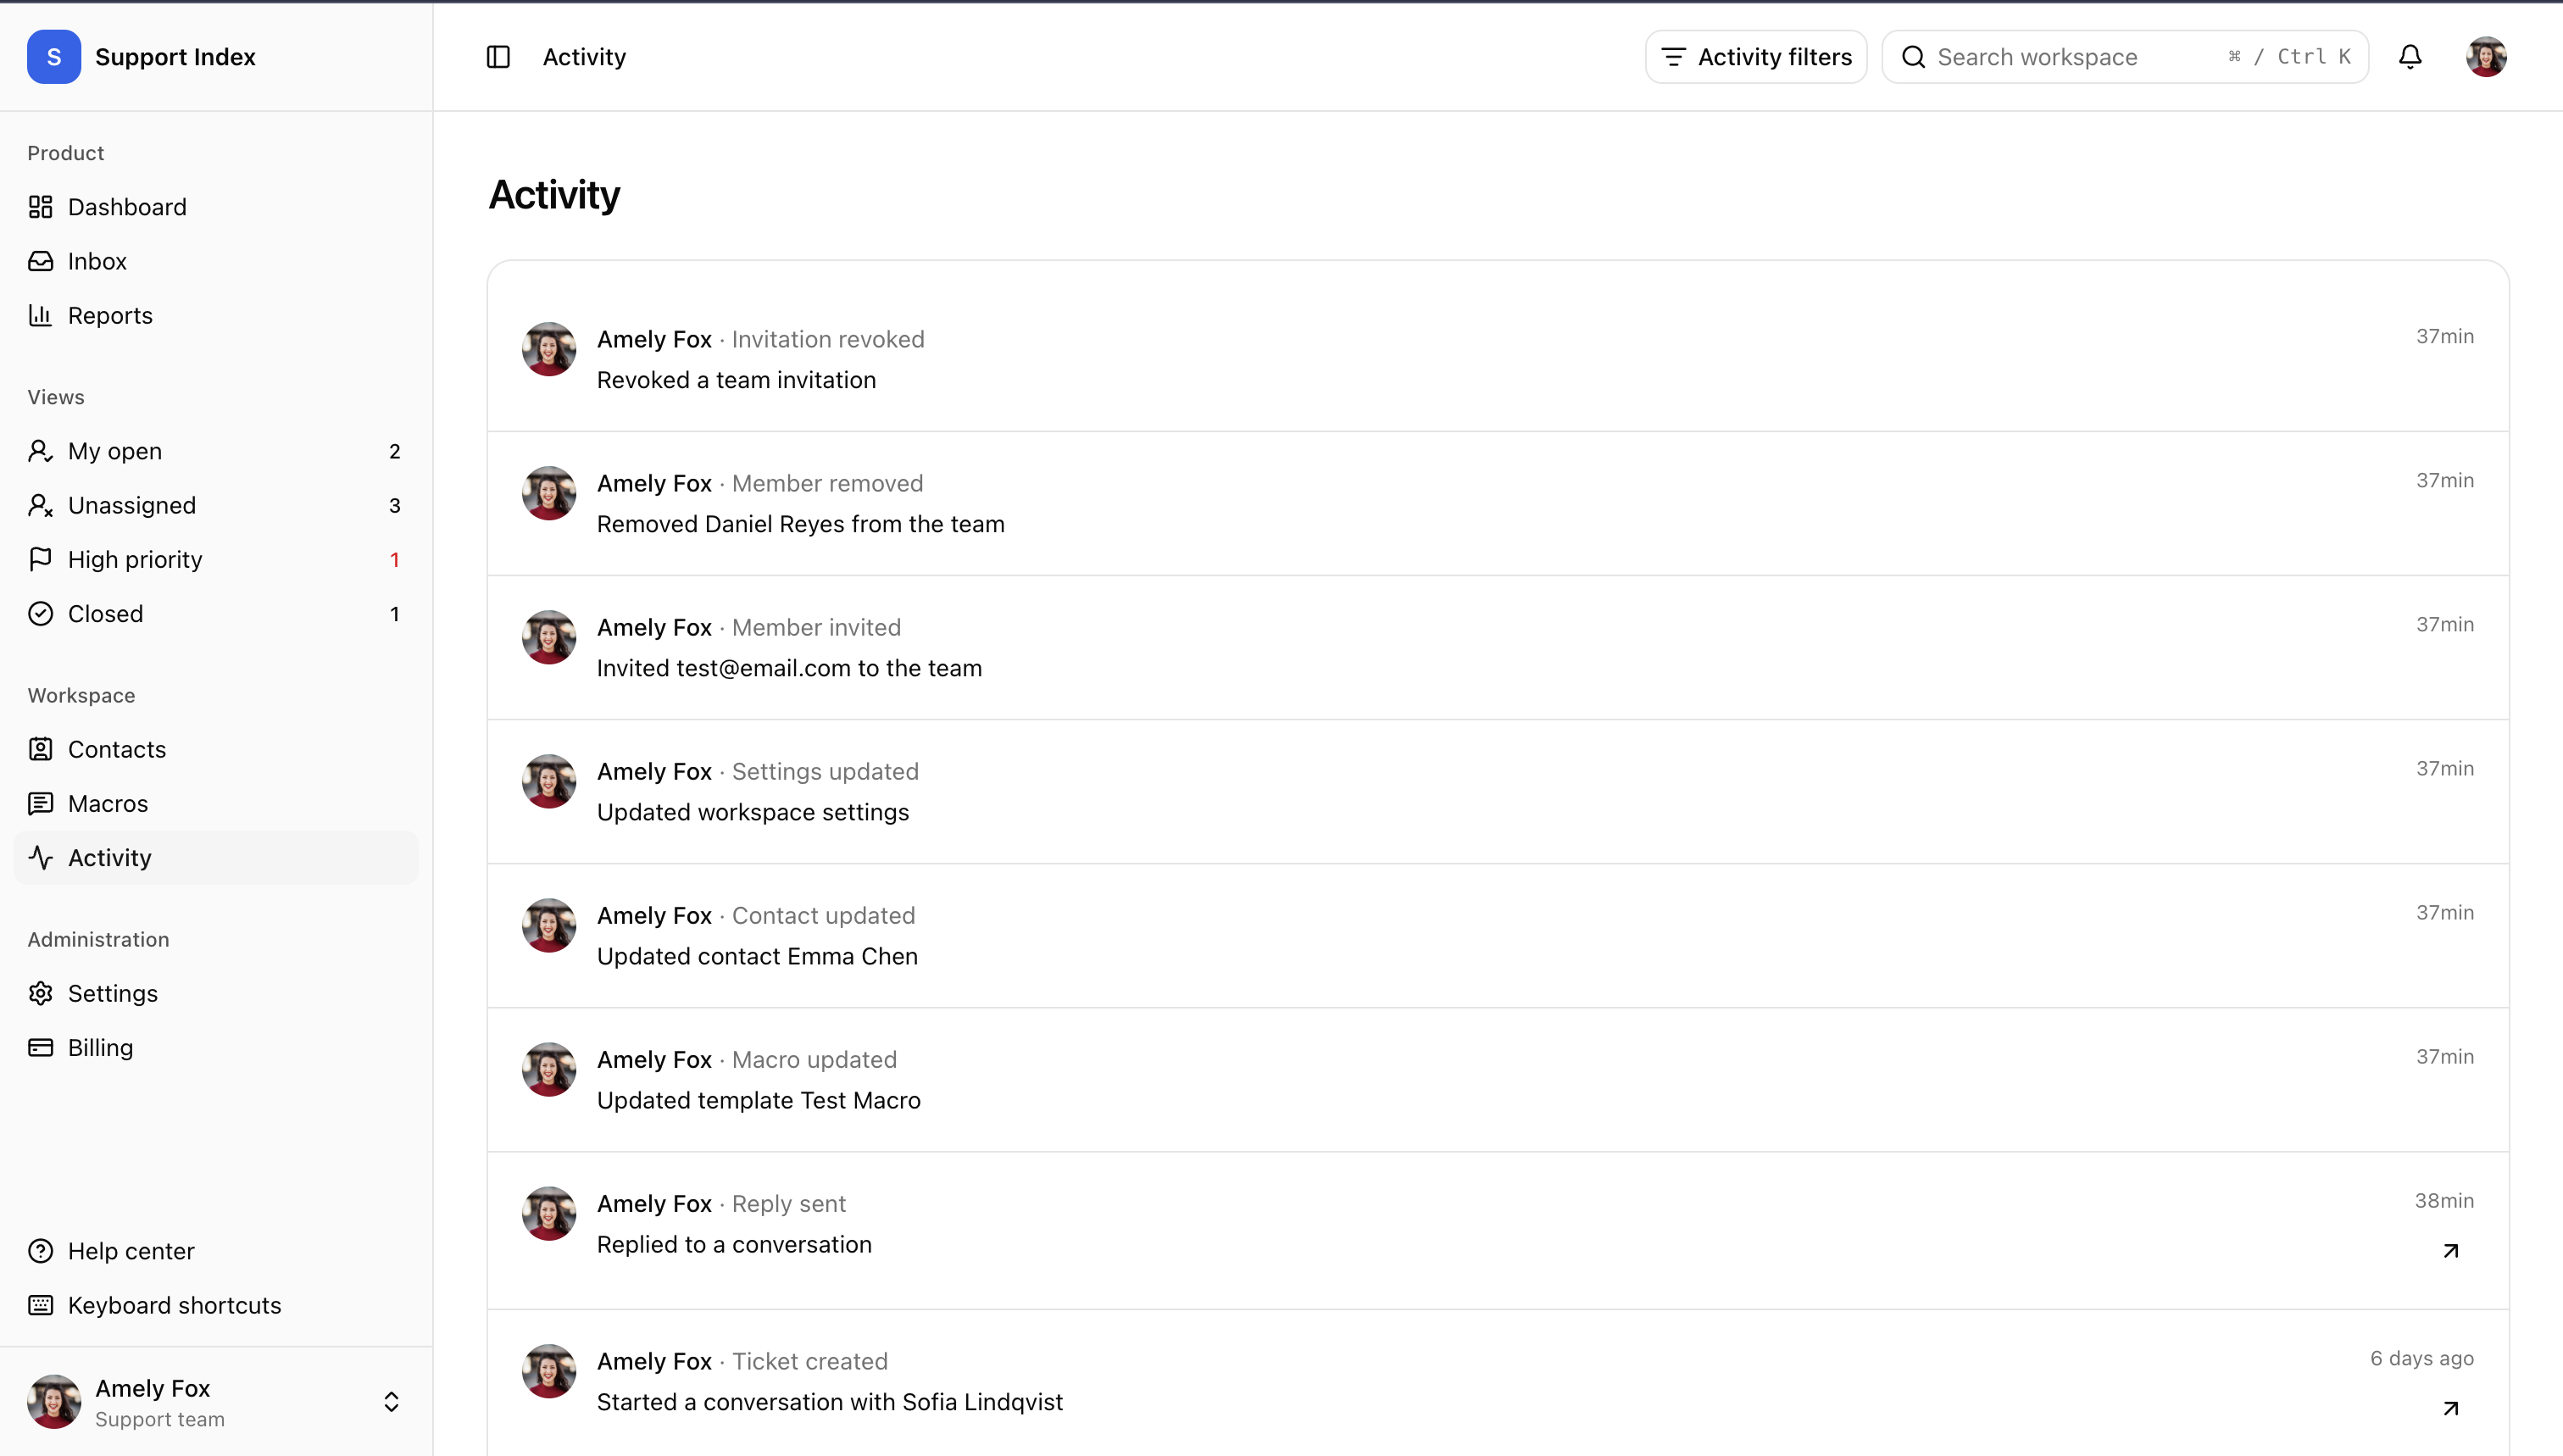 S
Support Index
Product
Dashboard
Inbox
Reports
Views
My open 2
Unassigned 3
High priority 1
Closed 1
Workspace
Contacts
Macros
Activity
Administration
Settings
Billing
Help center
Keyboard shortcuts
Amely Fox
Support team
Activity
Activity filters
Search workspace ⌘ / Ctrl K
Activity
Amely Fox · Invitation revoked 37min
Revoked a team invitation
Amely Fox · Member removed 37min
Removed Daniel Reyes from the team
Amely Fox · Member invited 37min
Invited test@email.com to the team
Amely Fox · Settings updated 37min
Updated workspace settings
Amely Fox · Contact updated 37min
Updated contact Emma Chen
Amely Fox · Macro updated 37min
Updated template Test Macro
Amely Fox · Reply sent 38min
Replied to a conversation
Amely Fox · Ticket created 6 days ago
Started a conversation with Sofia Lindqvist